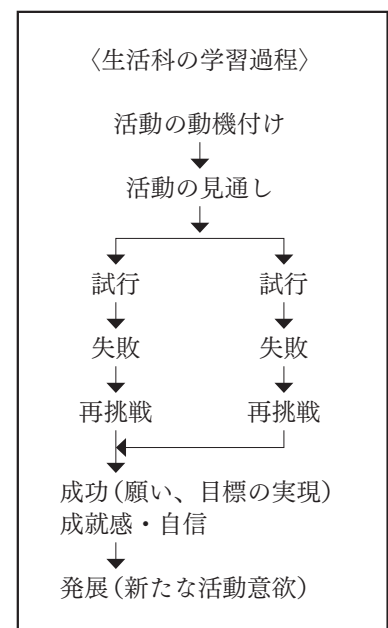 〈生活科の学習過程〉
活動の動機付け
活動の見通し
試行 試行
失敗 失敗
再挑戦 再挑戦
成功(願い、目標の実現)
成就感・自信
発展(新たな活動意欲)